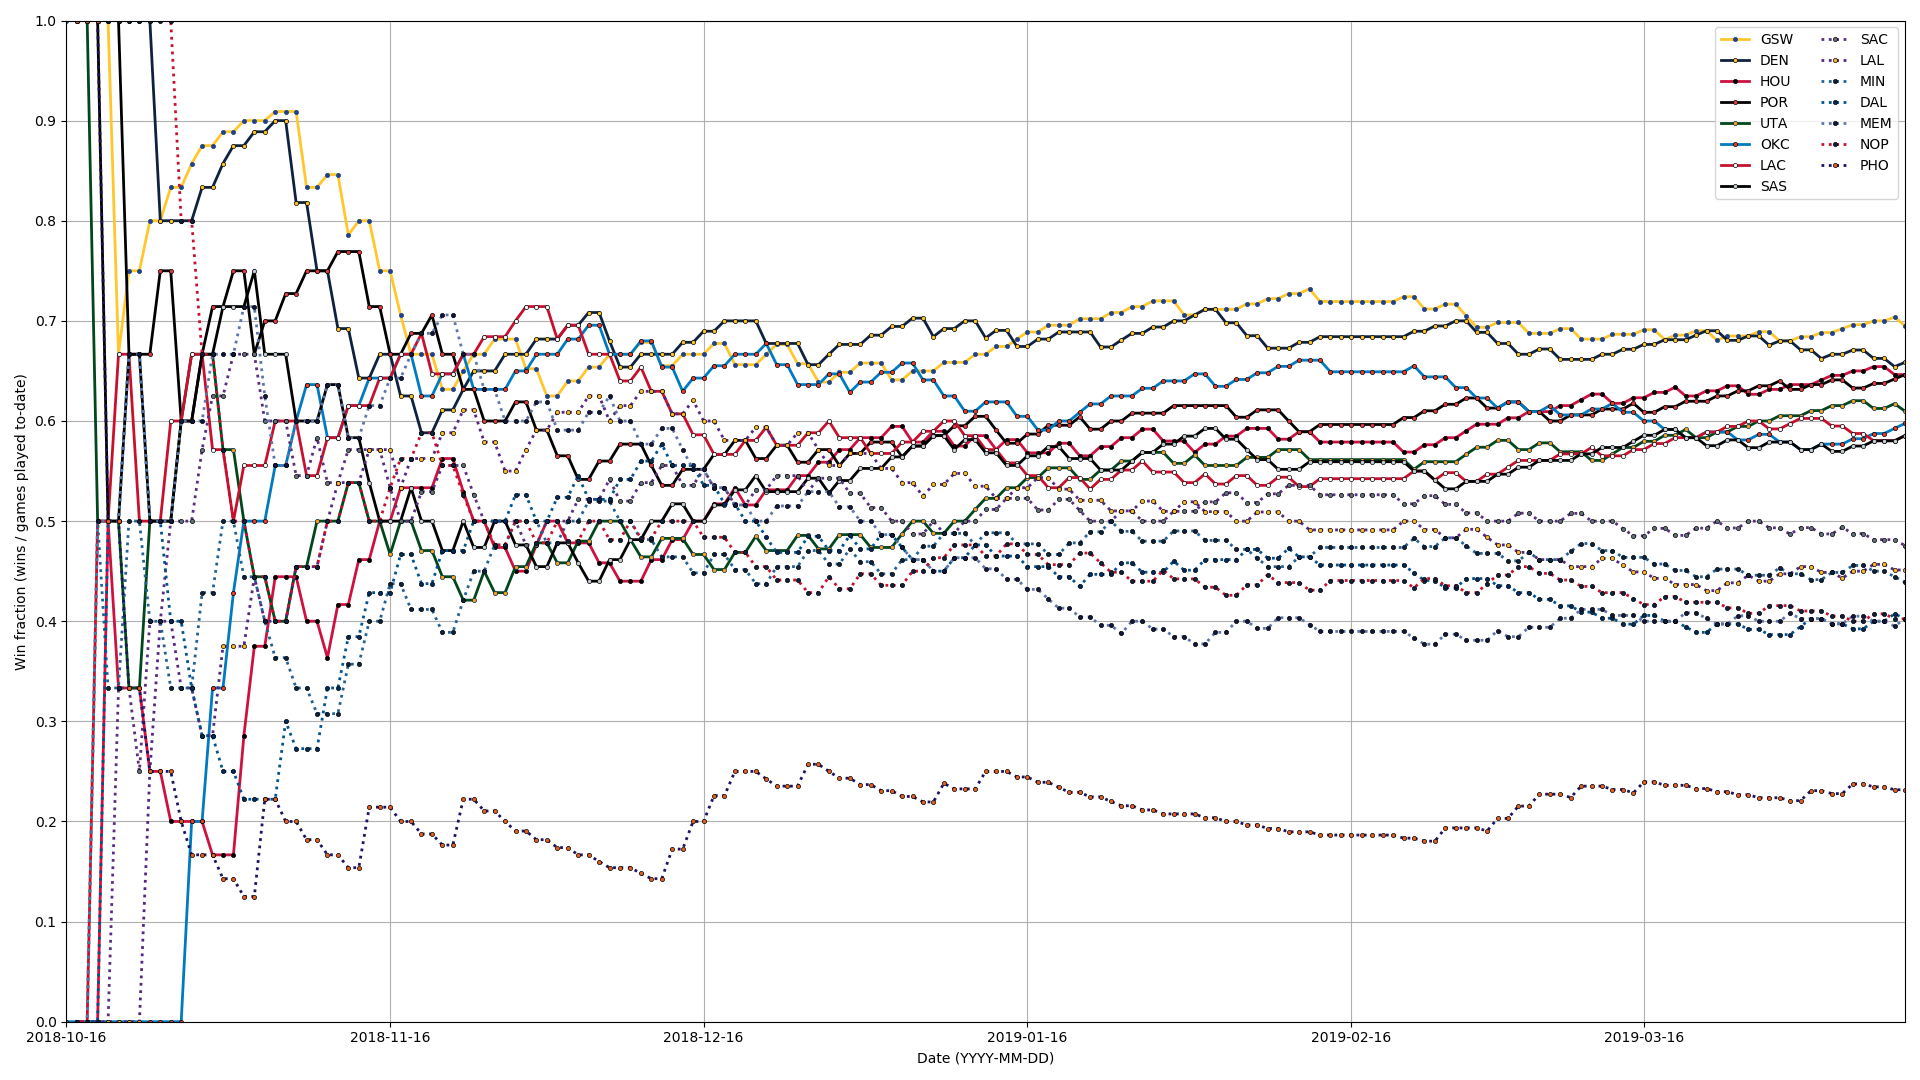 1.0
0.9
0.8
0.7
0.6
0.5
0.4
0.3
0.2
0.1
0.0
Win fraction (wins / games played to-date)
2018-10-16
2018-11-16
2018-12-16
2019-01-16
2019-02-16
2019-03-16
Date (YYYY-MM-DD)
GSW
DEN
HOU
POR
UTA
OKC
LAC
SAS
SAC
LAL
MIN
DAL
MEM
NOP
PHO